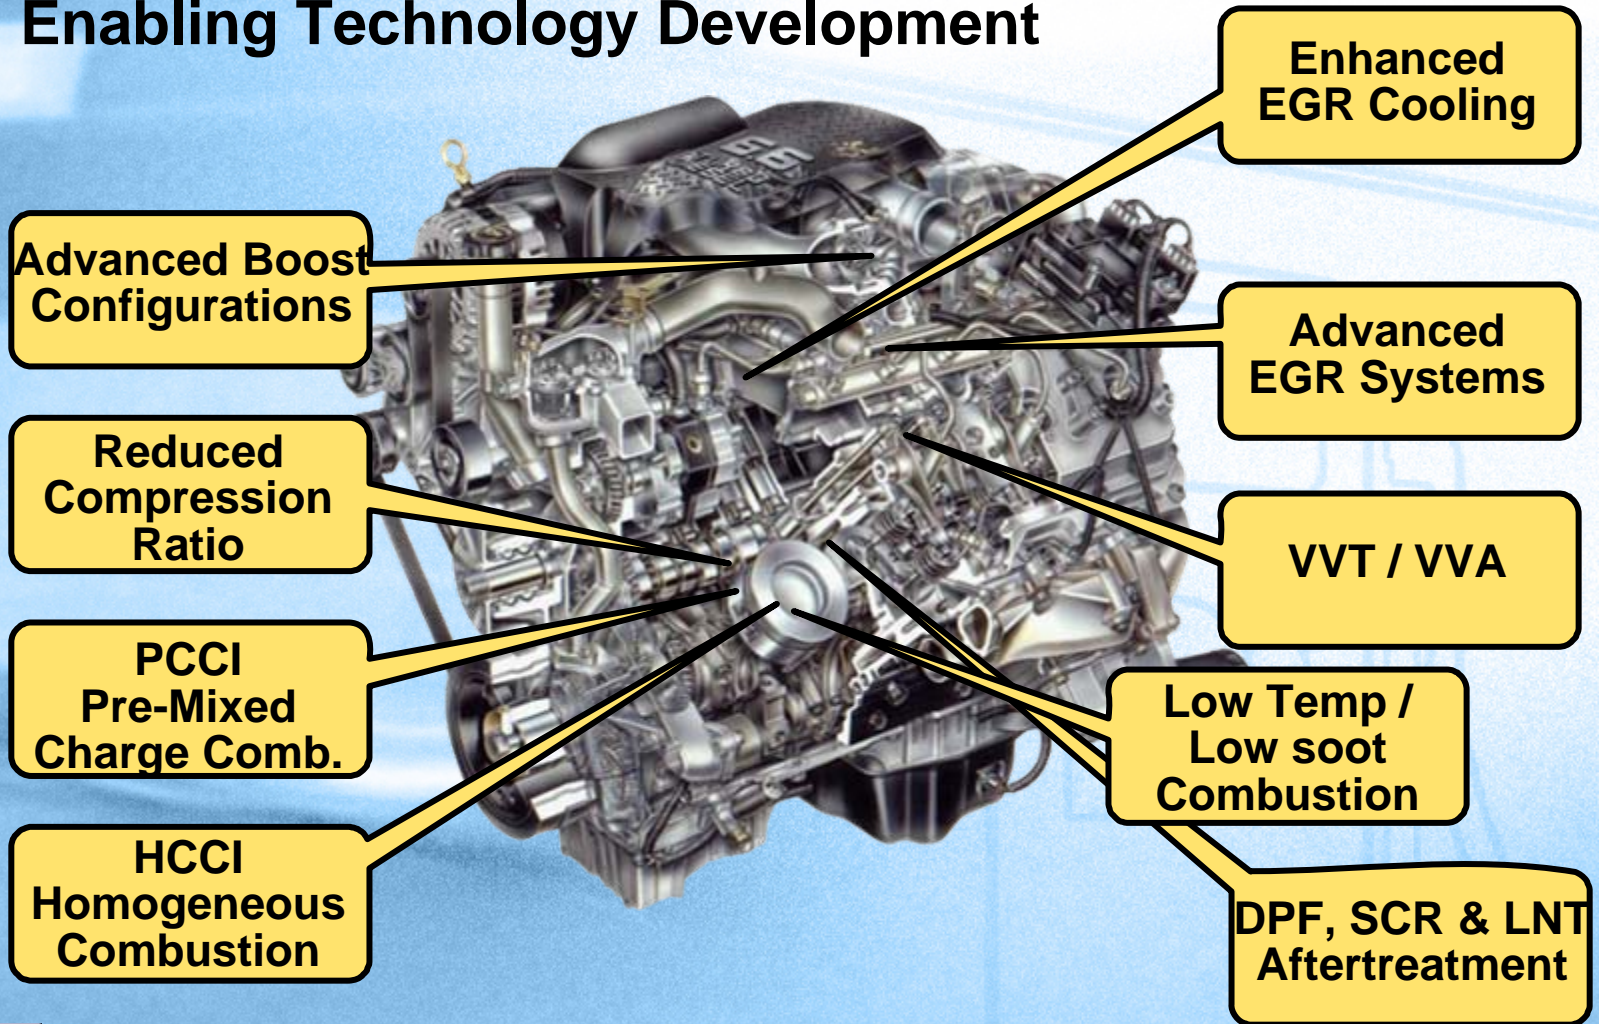 Enabling Technology Development
Enhanced
EGR Cooling
Advanced Boost
Configurations
Advanced
EGR Systems
Reduced
Compression
Ratio
VVT / VVA
PCCI
Pre-Mixed
Charge Comb.
Low Temp /
Low soot
Combustion
HCCI
Homogeneous
Combustion
DPF, SCR & LNT
Aftertreatment